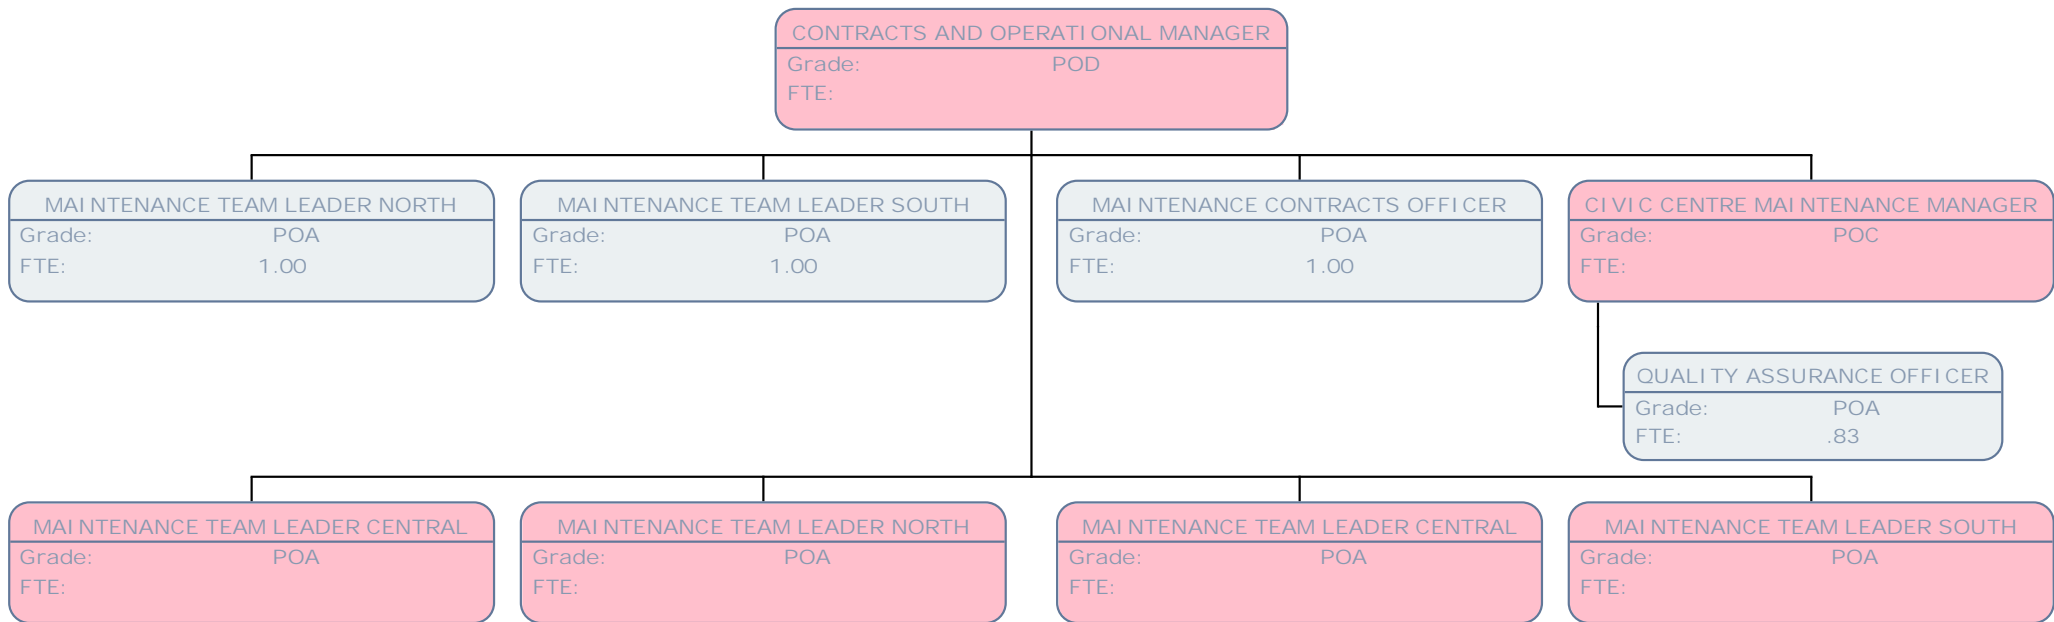 CONTRACTS AND OPERATIONAL MANAGER
Grade: POD
FTE:
MAINTENANCE TEAM LEADER NORTH
Grade: POA
FTE: 1.00
MAINTENANCE TEAM LEADER SOUTH
Grade: POA
FTE: 1.00
MAINTENANCE CONTRACTS OFFICER
Grade: POA
FTE: 1.00
CIVIC CENTRE MAINTENANCE MANAGER
Grade: POC
FTE:
QUALITY ASSURANCE OFFICER
Grade: POA
FTE: .83
MAINTENANCE TEAM LEADER CENTRAL
Grade: POA
FTE:
MAINTENANCE TEAM LEADER NORTH
Grade: POA
FTE:
MAINTENANCE TEAM LEADER CENTRAL
Grade: POA
FTE:
MAINTENANCE TEAM LEADER SOUTH
Grade: POA
FTE: